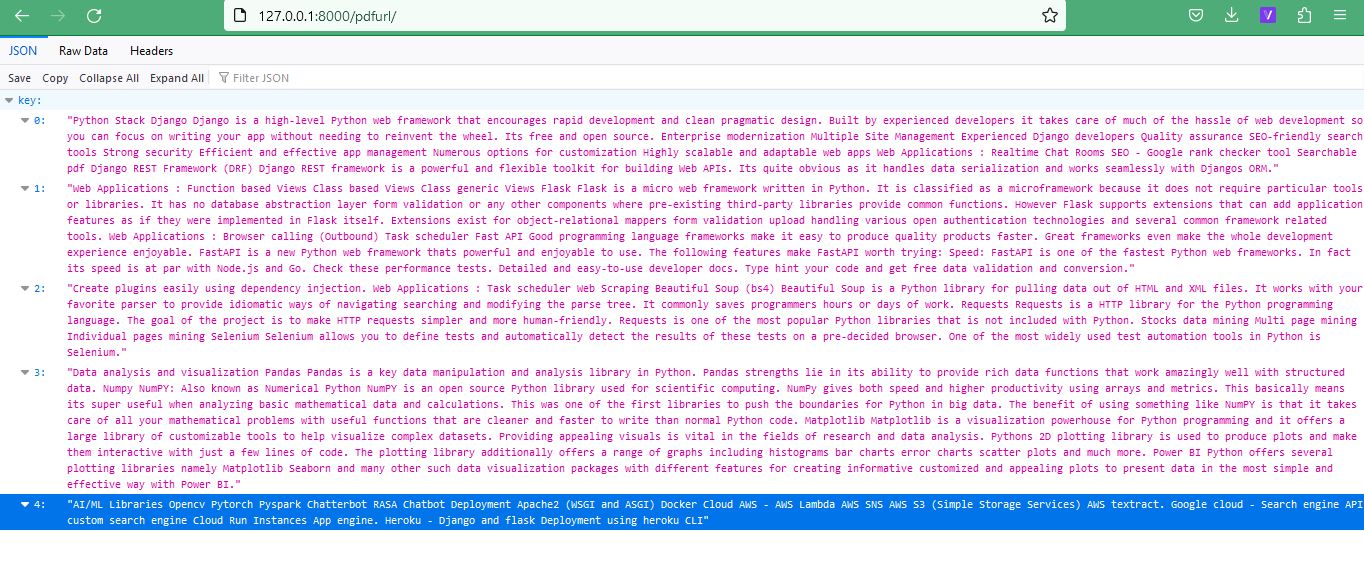 127.0.0.1:8000/pdfurl/
JSON Raw Data Headers
Save Copy Collapse All Expand All Filter JSON
key:
0: "Python Stack Django Django is a high-level Python web framework that encourages rapid development and clean pragmatic design. Built by experienced developers it takes care of much of the hassle of web development so
you can focus on writing your app without needing to reinvent the wheel. Its free and open source. Enterprise modernization Multiple Site Management Experienced Django developers Quality assurance SEO-friendly search
tools Strong security Efficient and effective app management Numerous options for customization Highly scalable and adaptable web apps Web Applications : Realtime Chat Rooms SEO - Google rank checker tool Searchable
pdf Django REST Framework (DRF) Django REST framework is a powerful and flexible toolkit for building Web APIs. Its quite obvious as it handles data serialization and works seamlessly with Djangos ORM."
1: "Web Applications : Function based Views Class based Views Class generic Views Flask Flask is a micro web framework written in Python. It is classified as a microframework because it does not require particular tools
or libraries. It has no database abstraction layer form validation or any other components where pre-existing third-party libraries provide common functions. However Flask supports extensions that can add application
features as if they were implemented in Flask itself. Extensions exist for object-relational mappers form validation upload handling various open authentication technologies and several common framework related
tools. Web Applications : Browser calling (Outbound) Task scheduler Fast API Good programming language frameworks make it easy to produce quality products faster. Great frameworks even make the whole development
experience enjoyable. FastAPI is a new Python web framework thats powerful and enjoyable to use. The following features make FastAPI worth trying: Speed: FastAPI is one of the fastest Python web frameworks. In fact
its speed is at par with Node.js and Go. Check these performance tests. Detailed and easy-to-use developer docs. Type hint your code and get free data validation and conversion."
2: "Create plugins easily using dependency injection. Web Applications : Task scheduler Web Scraping Beautiful Soup (bs4) Beautiful Soup is a Python library for pulling data out of HTML and XML files. It works with your
favorite parser to provide idiomatic ways of navigating searching and modifying the parse tree. It commonly saves programmers hours or days of work. Requests Requests is a HTTP library for the Python programming
language. The goal of the project is to make HTTP requests simpler and more human-friendly. Requests is one of the most popular Python libraries that is not included with Python. Stocks data mining Multi page mining
Individual pages mining Selenium Selenium allows you to define tests and automatically detect the results of these tests on a pre-decided browser. One of the most widely used test automation tools in Python is
Selenium."
3: "Data analysis and visualization Pandas Pandas is a key data manipulation and analysis library in Python. Pandas strengths lie in its ability to provide rich data functions that work amazingly well with structured
data. Numpy NumPY: Also known as Numerical Python NumPY is an open source Python library used for scientific computing. NumPy gives both speed and higher productivity using arrays and metrics. This basically means
its super useful when analyzing basic mathematical data and calculations. This was one of the first libraries to push the boundaries for Python in big data. The benefit of using something like NumPY is that it takes
care of all your mathematical problems with useful functions that are cleaner and faster to write than normal Python code. Matplotlib Matplotlib is a visualization powerhouse for Python programming and it offers a
large library of customizable tools to help visualize complex datasets. Providing appealing visuals is vital in the fields of research and data analysis. Pythons 2D plotting library is used to produce plots and make
them interactive with just a few lines of code. The plotting library additionally offers a range of graphs including histograms bar charts error charts scatter plots and much more. Power BI Python offers several
plotting libraries namely Matplotlib Seaborn and many other such data visualization packages with different features for creating informative customized and appealing plots to present data in the most simple and
effective way with Power BI."
4: "AI/ML Libraries Opencv Pytorch Pyspark Chatterbot RASA Chatbot Deployment Apache2 (WSGI and ASGI) Docker Cloud AWS - AWS Lambda AWS SNS AWS S3 (Simple Storage Services) AWS textract. Google cloud - Search engine API
custom search engine Cloud Run Instances App engine. Heroku - Django and flask Deployment using heroku CLI"